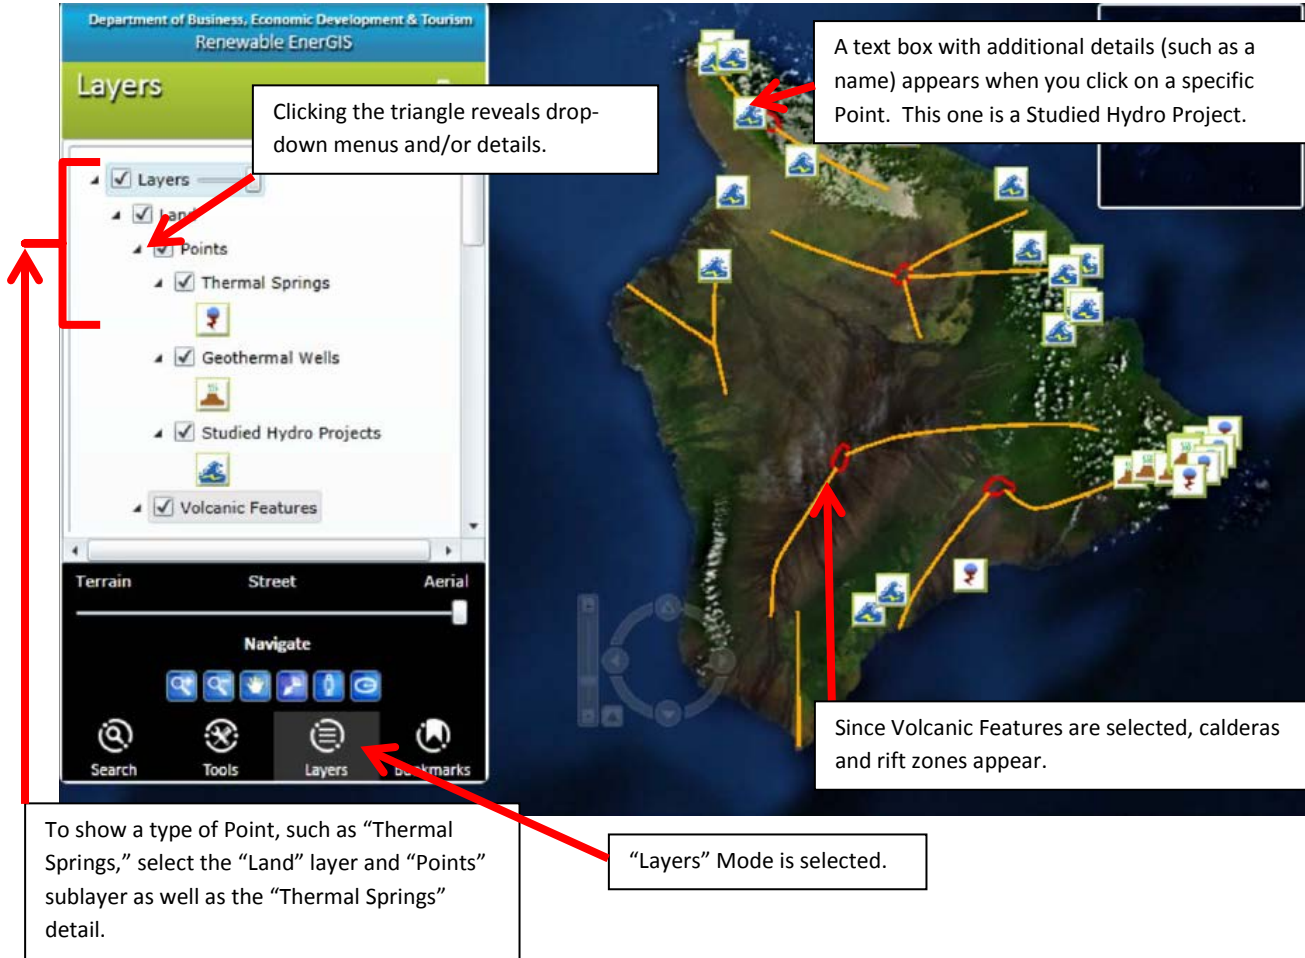 Department of Business, Economic Development & Tourism
Renewable EnerGIS
Layers
Clicking the triangle reveals drop-
down menus and/or details.
A text box with additional details (such as a
name) appears when you click on a specific
Point.  This one is a Studied Hydro Project.
Layers
Land
Points
Thermal Springs
Geothermal Wells
Studied Hydro Projects
Volcanic Features
Terrain Street Aerial
Navigate
Search Tools Layers Bookmarks
Since Volcanic Features are selected, calderas
and rift zones appear.
To show a type of Point, such as “Thermal
Springs,” select the “Land” layer and “Points”
sublayer as well as the “Thermal Springs”
detail.
“Layers” Mode is selected.